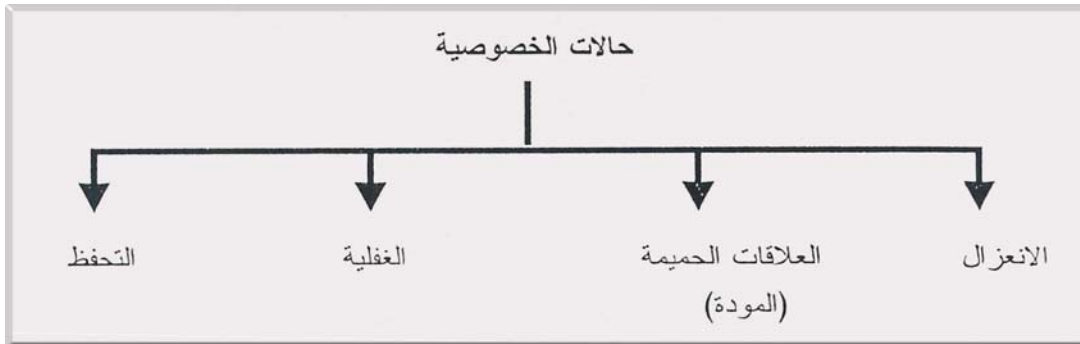 حالات الخصوصية
الانعزال
العلاقات الحميمة
(المودة)
الغفلية
التحفظ